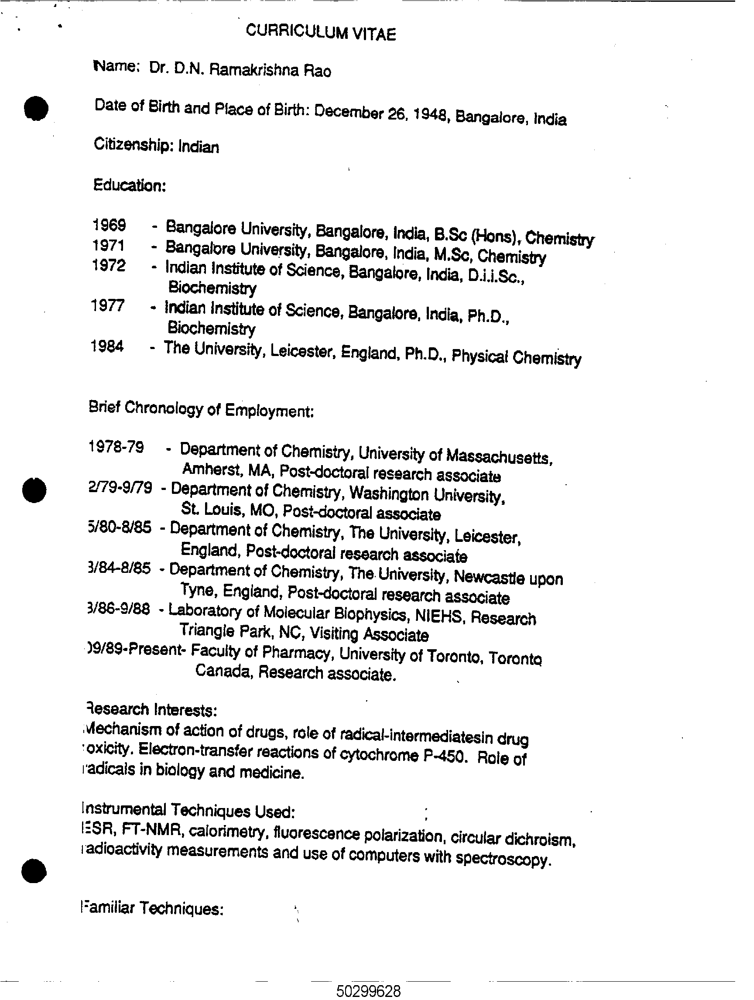 CURRICULUM VITAE
Name: Dr. D.N. Ramakrishna Rao
Date of Birth and Place of Birth: December 26, 1948, Bangalore, India
Citizenship: Indian
Education:
1969 - Bangalore University, Bangalore, India, B.Sc (Hons), Chemistry
1971 - Bangalore University, Bangalore, India, M.Sc, Chemistry
1972 - Indian Institute of Science, Bangalore, India, D.i.i.Sc.,
Biochemistry
1977 - Indian Institute of Science, Bangalore, India, Ph.D.,
Biochemistry
1984 - The University, Leicester, England, Ph.D., Physical Chemistry
Brief Chronology of Employment:
1978-79 - Department of Chemistry, University of Massachusetts,
Amherst, MA, Post-doctoral research associate
2/79-9/79 - Department of Chemistry, Washington University,
St. Louis, MO, Post-doctoral associate
5/80-8/85 - Department of Chemistry, The University, Leicester,
England, Post-doctoral research associate
3/84-8/85 - Department of Chemistry, The University, Newcastle upon
Tyne, England, Post-doctoral research associate
3/86-9/88 - Laboratory of Molecular Biophysics, NIEHS, Research
Triangle Park, NC, Visiting Associate
09/89-Present- Faculty of Pharmacy, University of Toronto, Toronto
Canada, Research associate.
Research Interests:
Mechanism of action of drugs, role of radical-intermediatesin drug
toxicity. Electron-transfer reactions of cytochrome P-450. Role of
radicals in biology and medicine.
Instrumental Techniques Used:
ESR, FT-NMR, calorimetry, fluorescence polarization, circular dichroism,
radioactivity measurements and use of computers with spectroscopy.
Familiar Techniques:
50299628